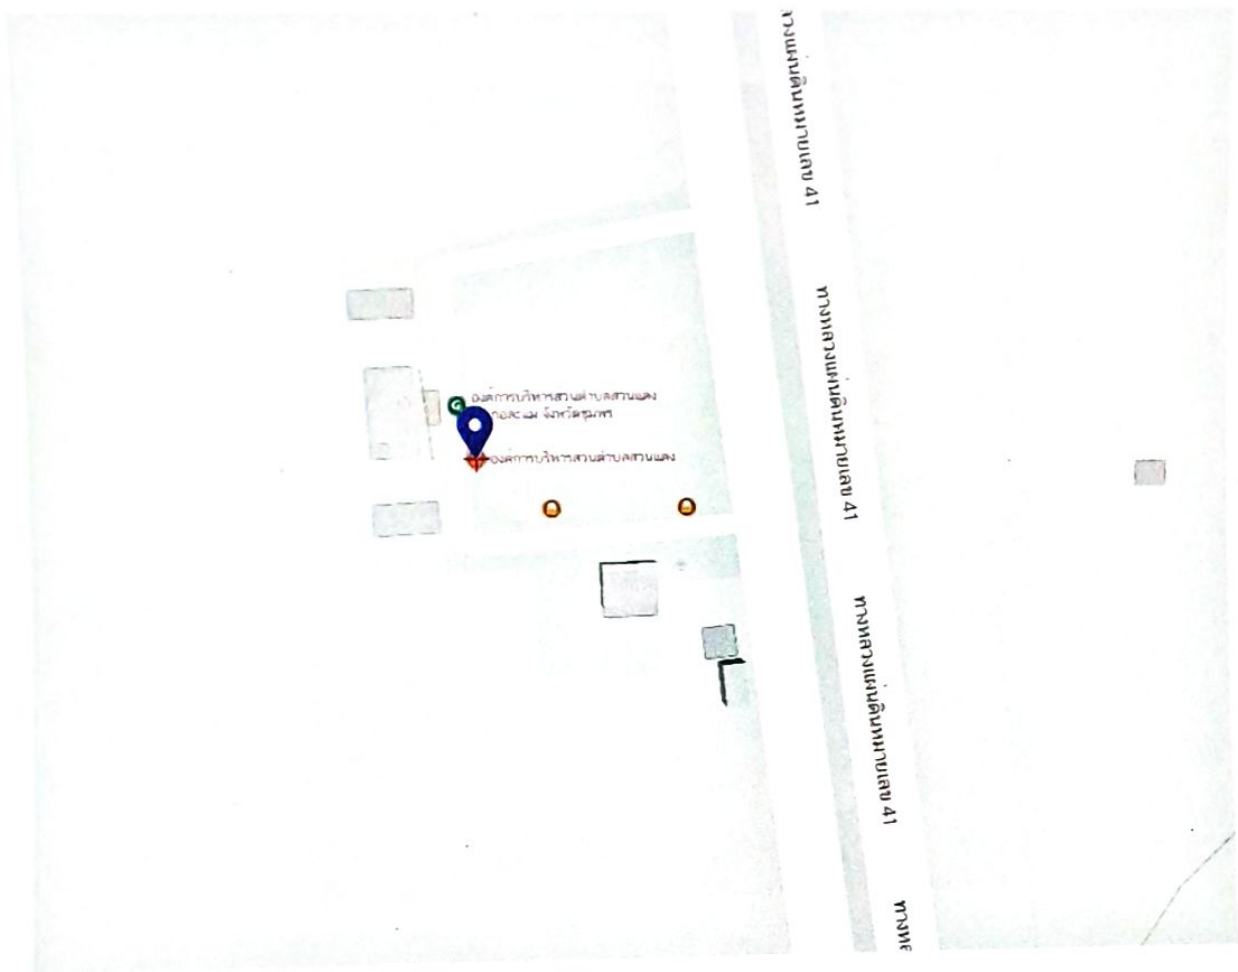 ทางหลวงแผ่นดินหมายเลข 41
องค์การบริหารส่วนตำบลสวนแตง
อละแม จังหวัดชุมพร
องค์การบริหารส่วนตำบลสวนแตง
ทางหลวงแผ่นดินหมายเลข 41
ทางหลวงแผ่นดินหมายเลข 41